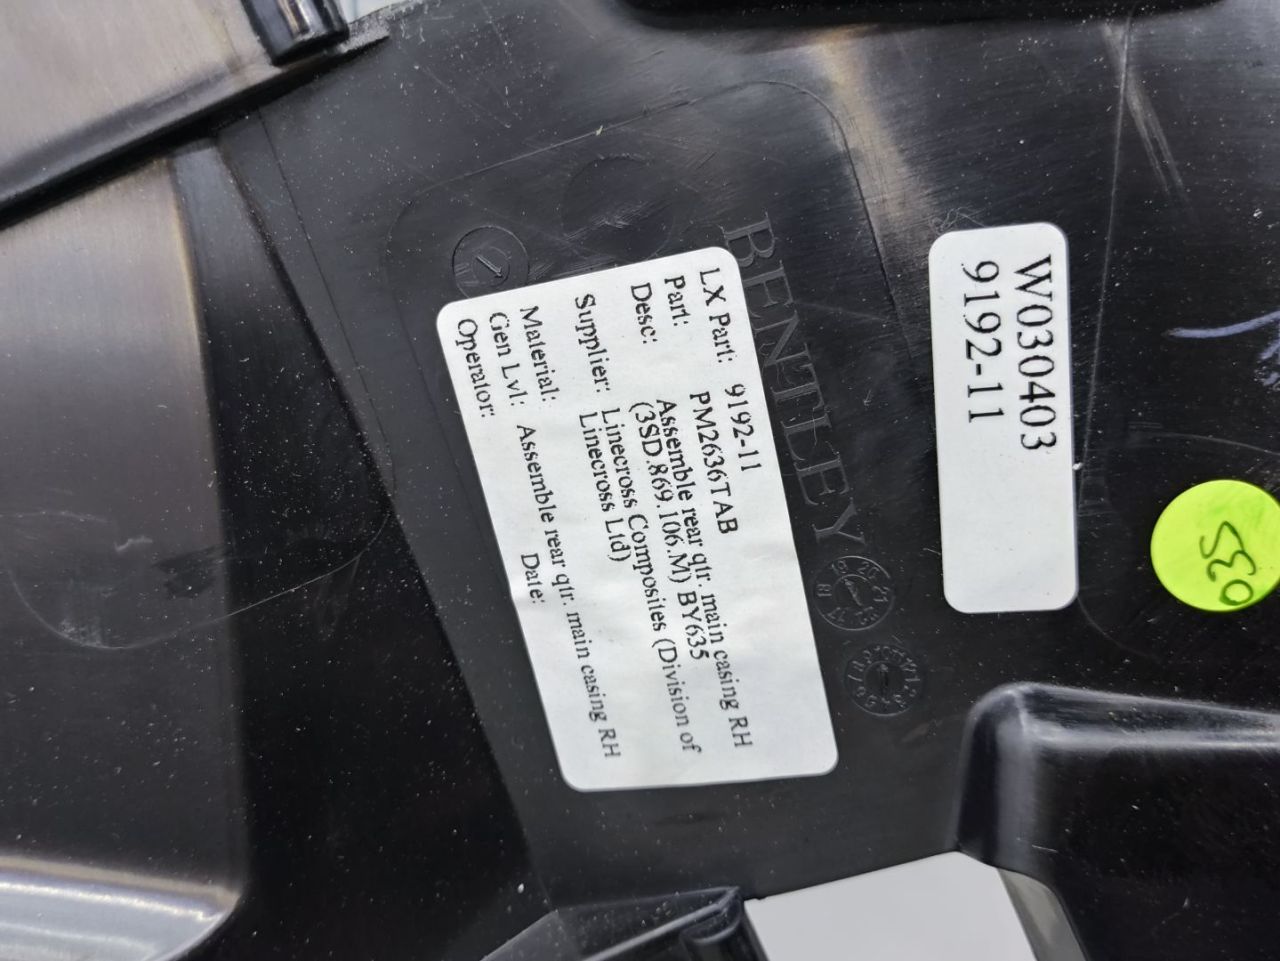 W030403
9192-11
BENTLEY
LX Part: 9192-11
Part: PM2636TAB
Desc: Assemble rear qtr. main casing RH
(3SD.869.106.M) BY635
Supplier: Linecross Composites (Division of
Linecross Ltd)
Material:
Gen Lvl: Assemble rear qtr. main casing RH
Operator: Date:
035